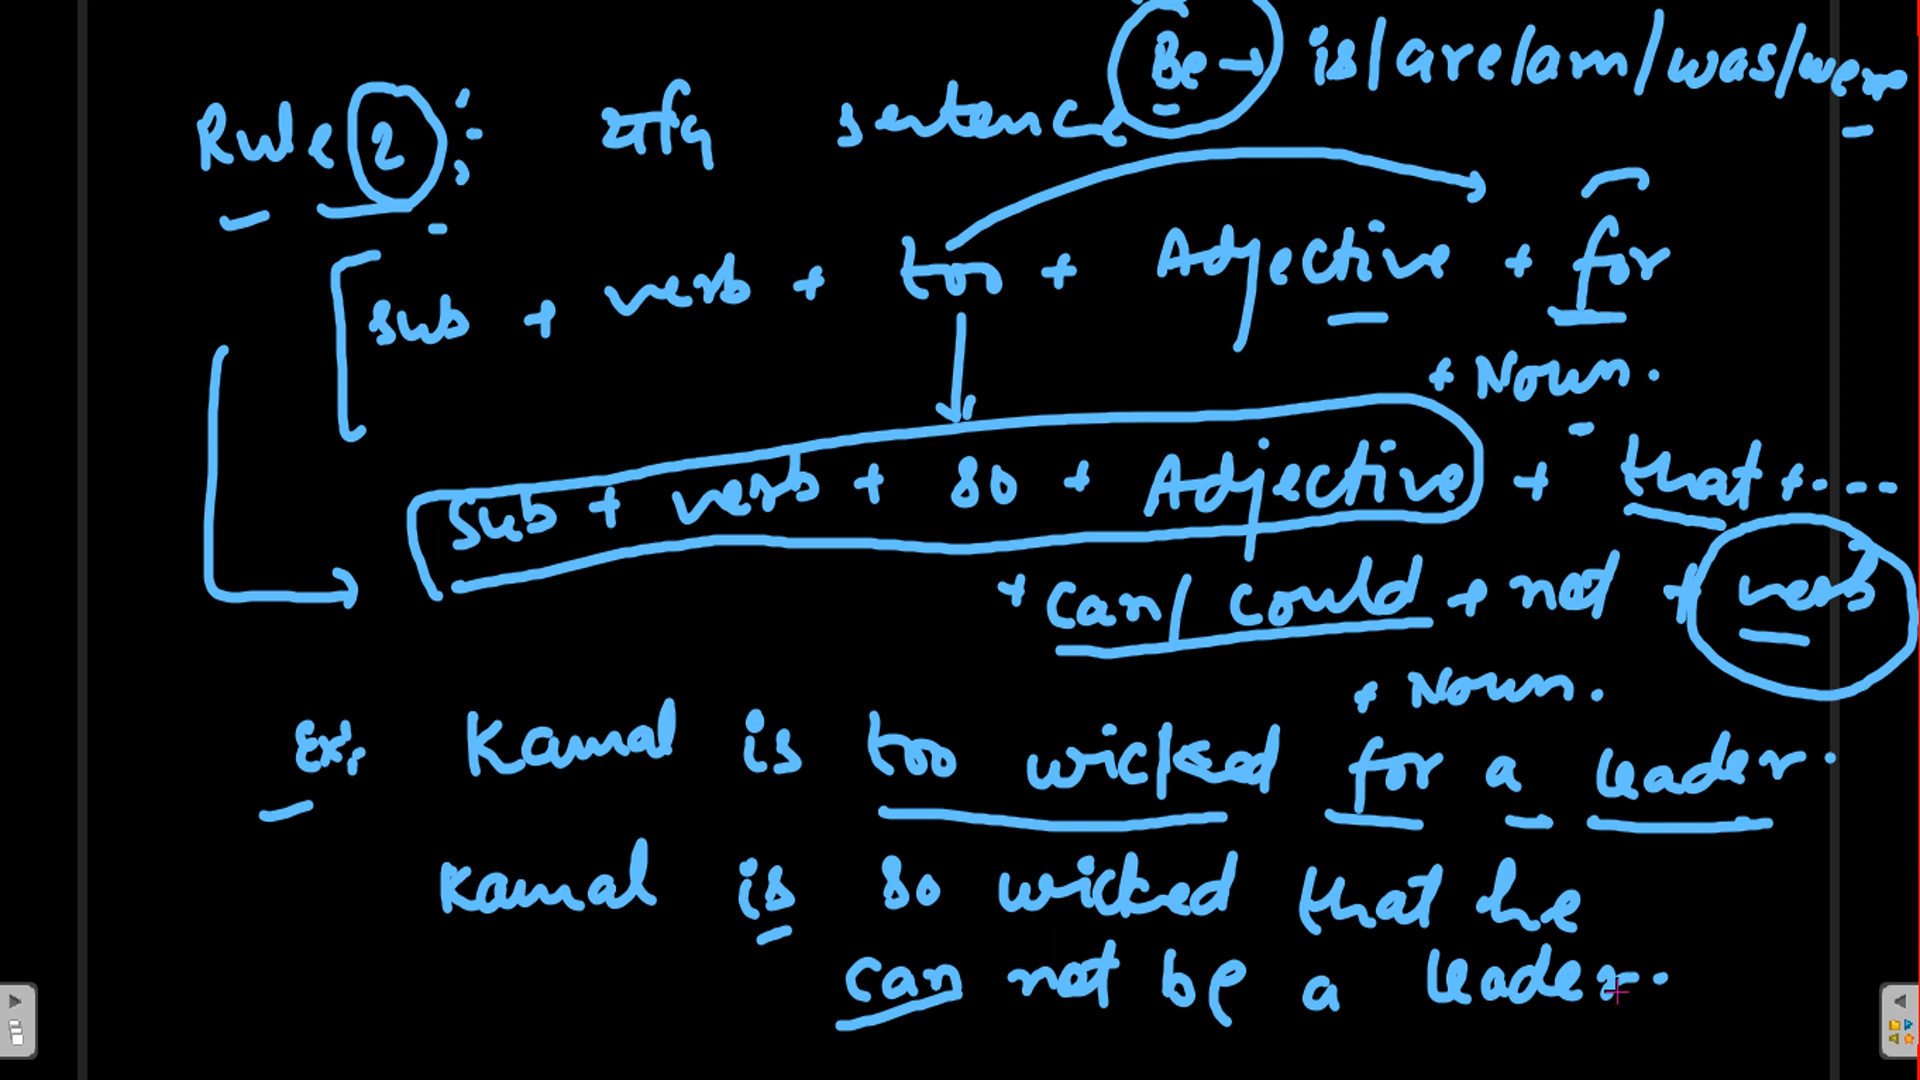 Be → is/are/am/was/were
Rule 2 : यदि sentence
sub + verb + too + Adjective + for
+ Noun.
sub + verb + so + Adjective + that + ....
+ can/could + not + verb
+ Noun.
Ex: Kamal is too wicked for a leader.
Kamal is so wicked that he
can not be a leader.